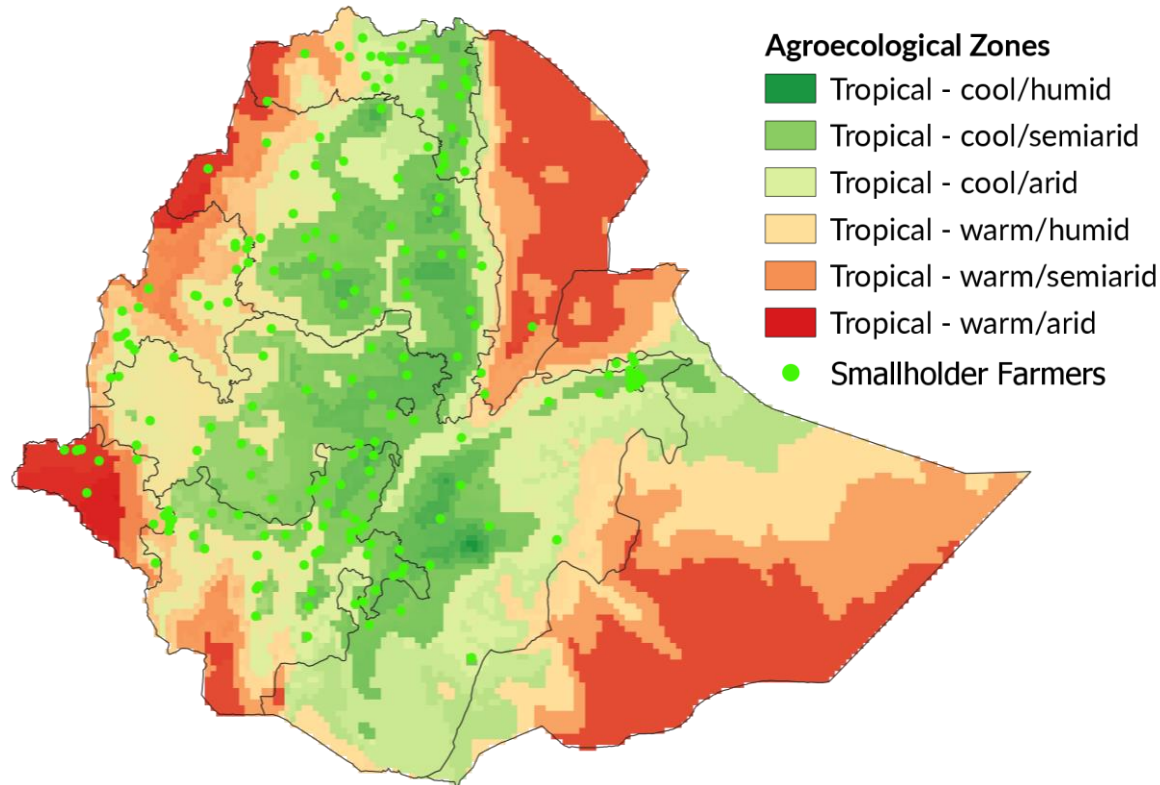 Agroecological Zones
Tropical - cool/humid
Tropical - cool/semiarid
Tropical - cool/arid
Tropical - warm/humid
Tropical - warm/semiarid
Tropical - warm/arid
Smallholder Farmers